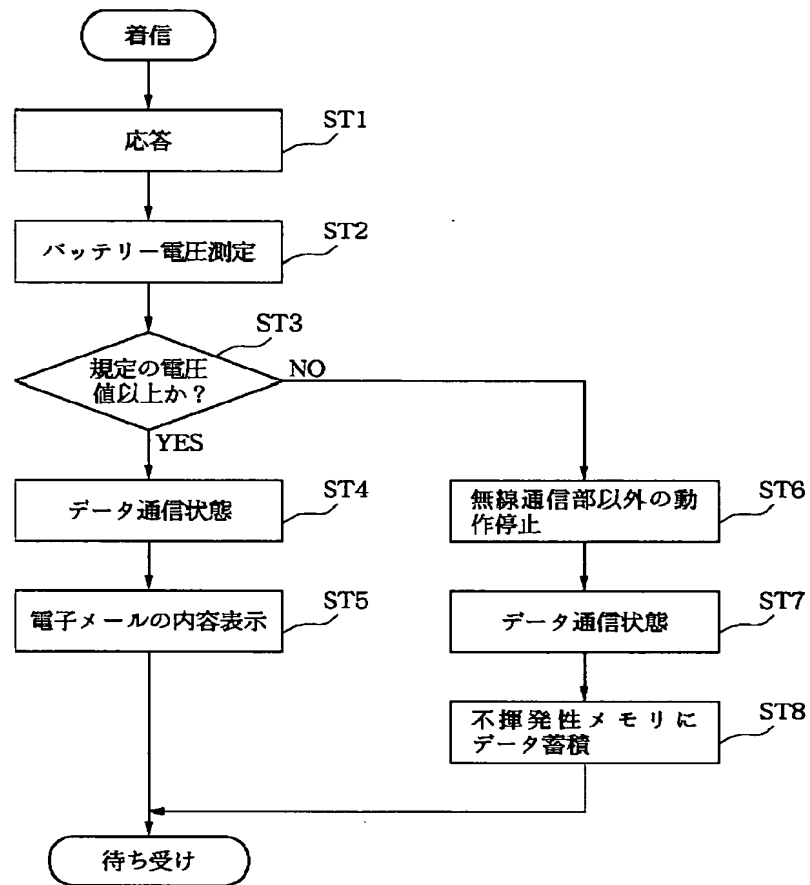 着信
ST1
応答
ST2
バッテリー電圧測定
ST3
規定の電圧
値以上か？
NO
YES
ST4
データ通信状態
ST6
無線通信部以外の動
作停止
ST5
電子メールの内容表示
ST7
データ通信状態
ST8
不揮発性メモリに
データ蓄積
待ち受け